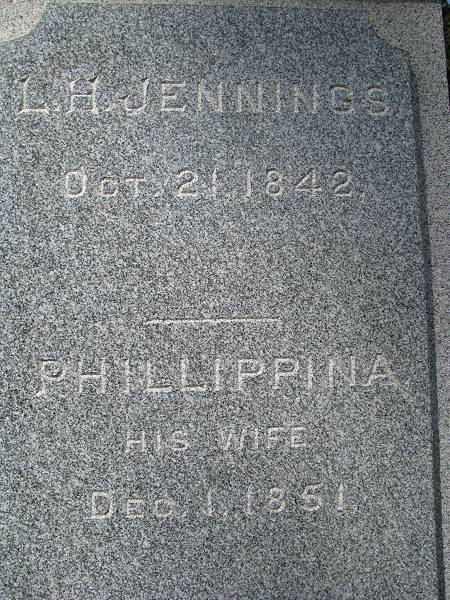 L.H. JENNINGS,
OCT. 21, 1842.
PHILLIPPINA,
HIS WIFE
DEC. 1, 1851.